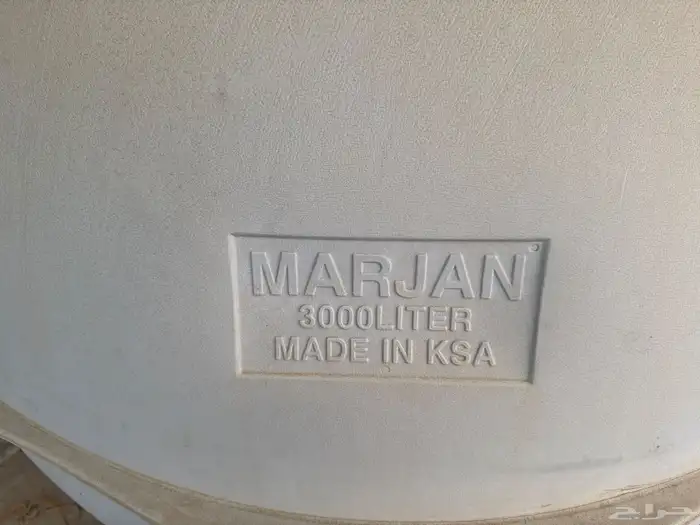 MARJAN
3000LITER
MADE IN KSA
حراج